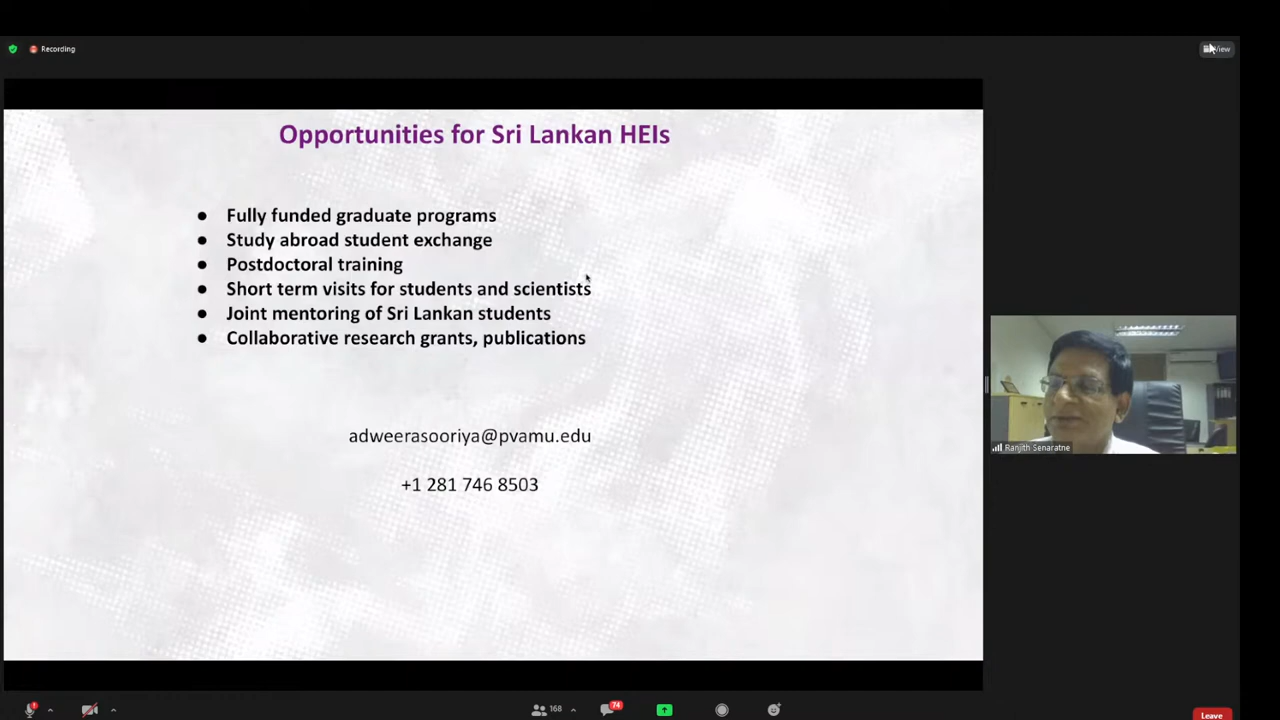 Recording
View
Opportunities for Sri Lankan HEIs
● Fully funded graduate programs
● Study abroad student exchange
● Postdoctoral training
● Short term visits for students and scientists
● Joint mentoring of Sri Lankan students
● Collaborative research grants, publications
adweerasooriya@pvamu.edu
+1 281 746 8503
Ranjith Senaratne
168
74
Leave